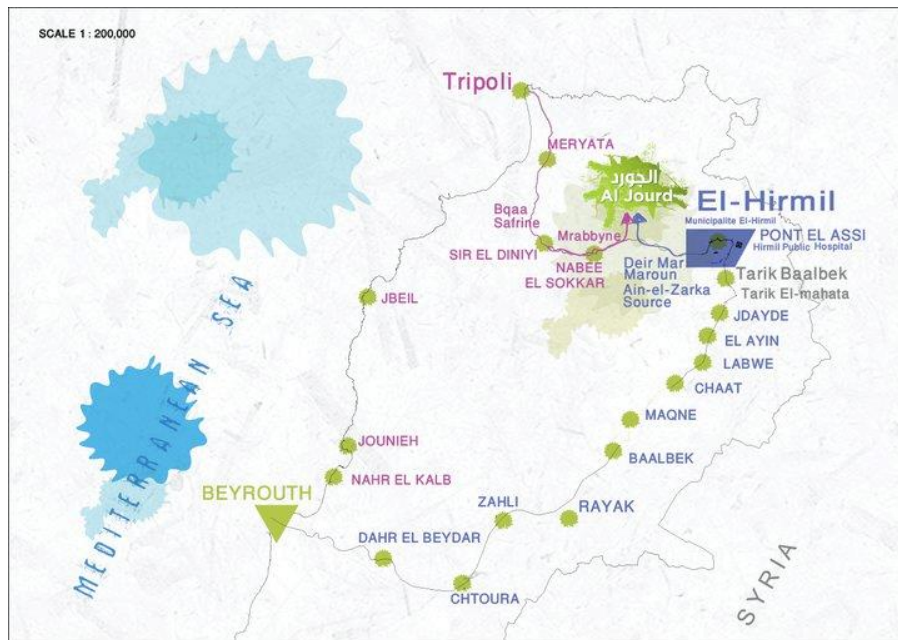 SCALE 1 : 200,000
Tripoli
MERYATA
الجورد
Al Jourd
El-Hirmil
Municipalite El-Hirmil
PONT EL ASSI
Hirmil Public Hospital
Bqaa
Safrine
Mrabbyne
SIR EL DINIYI
NABEE
EL SOKKAR
Deir Mar
Maroun
Ain-el-Zarka
Source
Tarik Baalbek
Tarik El-mahata
JBEIL
JDAYDE
EL AYIN
LABWE
CHAAT
MAQNE
MEDITERRANEAN SEA
JOUNIEH
BAALBEK
NAHR EL KALB
BEYROUTH
ZAHLI
RAYAK
DAHR EL BEYDAR
CHTOURA
SYRIA